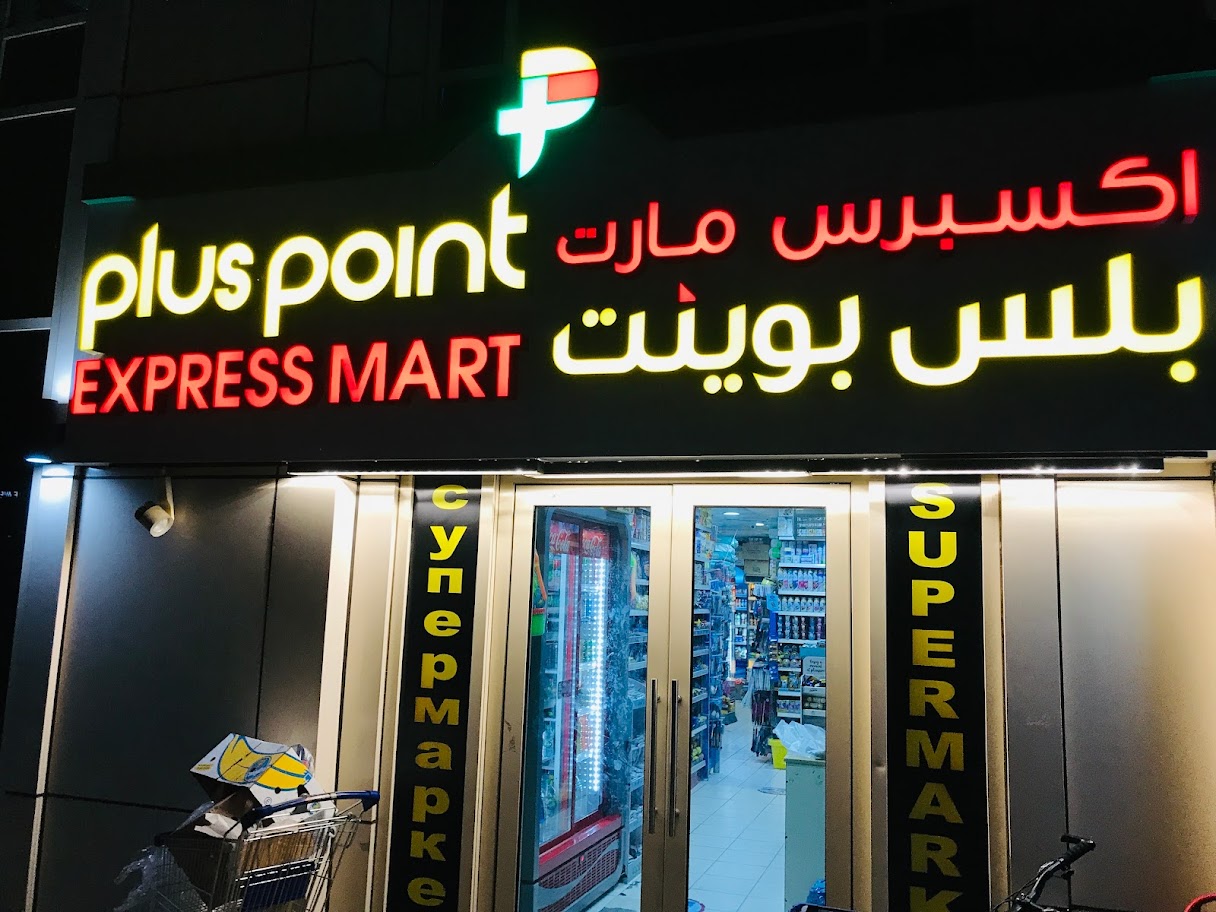 plus point
EXPRESS MART
اكسبرس مارت
بلس بوينت
супермарке
SUPERMARK